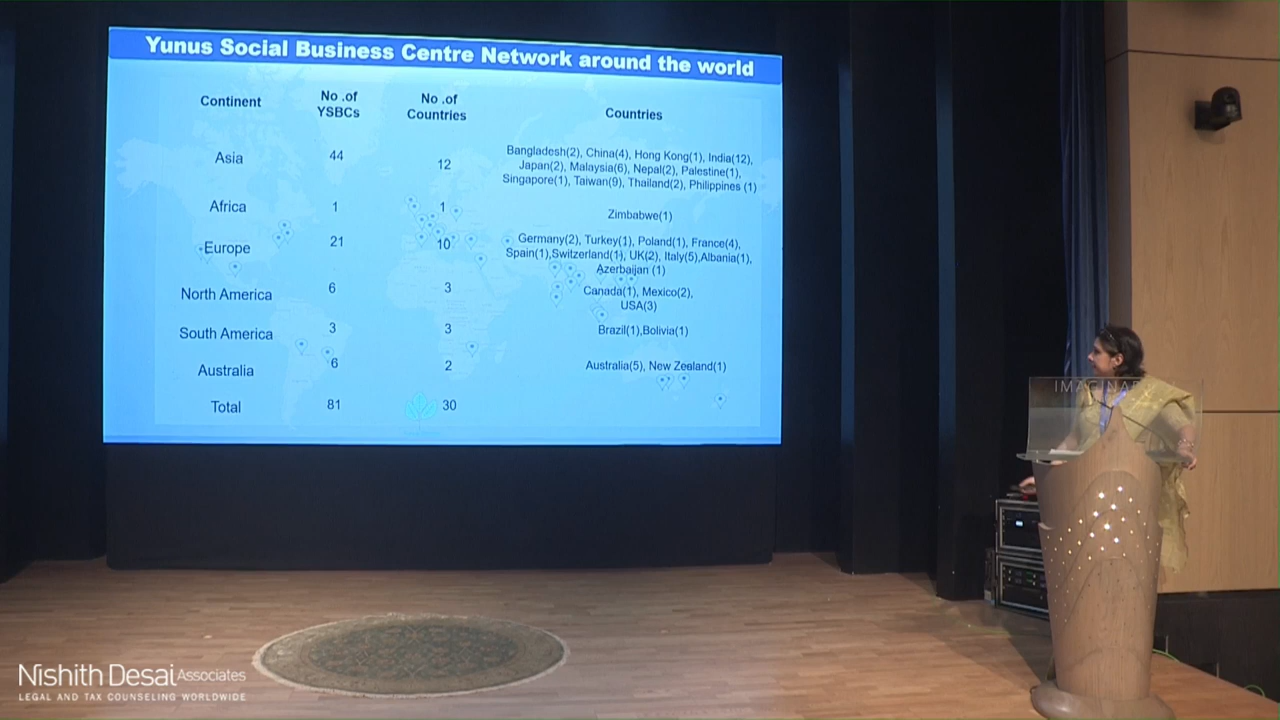 Yunus Social Business Centre Network around the world
Continent No .of YSBCs No .of Countries Countries
Asia 44 12 Bangladesh(2), China(4), Hong Kong(1), India(12),
Japan(2), Malaysia(6), Nepal(2), Palestine(1),
Singapore(1), Taiwan(9), Thailand(2), Philippines (1)
Africa 1 1 Zimbabwe(1)
Europe 21 10 Germany(2), Turkey(1), Poland(1), France(4),
Spain(1),Switzerland(1), UK(2), Italy(5),Albania(1),
Azerbaijan (1)
North America 6 3 Canada(1), Mexico(2),
USA(3)
South America 3 3 Brazil(1),Bolivia(1)
Australia 6 2 Australia(5), New Zealand(1)
Total 81 30
Nishith Desai Associates
LEGAL AND TAX COUNSELING WORLDWIDE